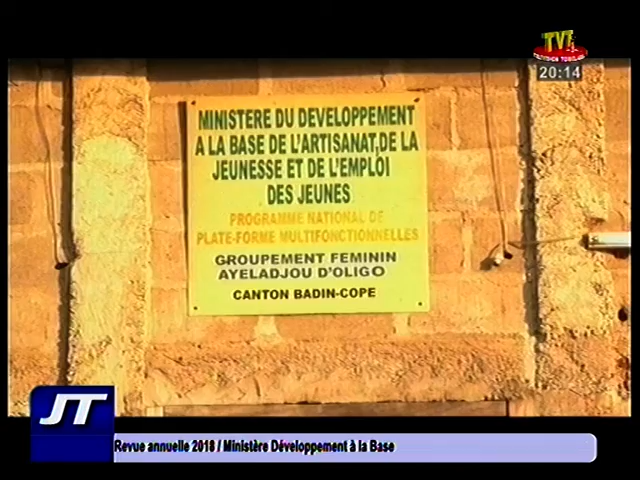 TVT
TELEVISION TOGOLAISE
20:14
MINISTERE DU DEVELOPPEMENT
A LA BASE DE L'ARTISANAT,DE LA
JEUNESSE ET DE L'EMPLOI
DES JEUNES
PROGRAMME NATIONAL DE
PLATE-FORME MULTIFONCTIONNELLES
GROUPEMENT FEMININ
AYELADJOU D'OLIGO
CANTON BADIN-COPE
JT
Revue annuelle 2018 / Ministère Développement à la Base